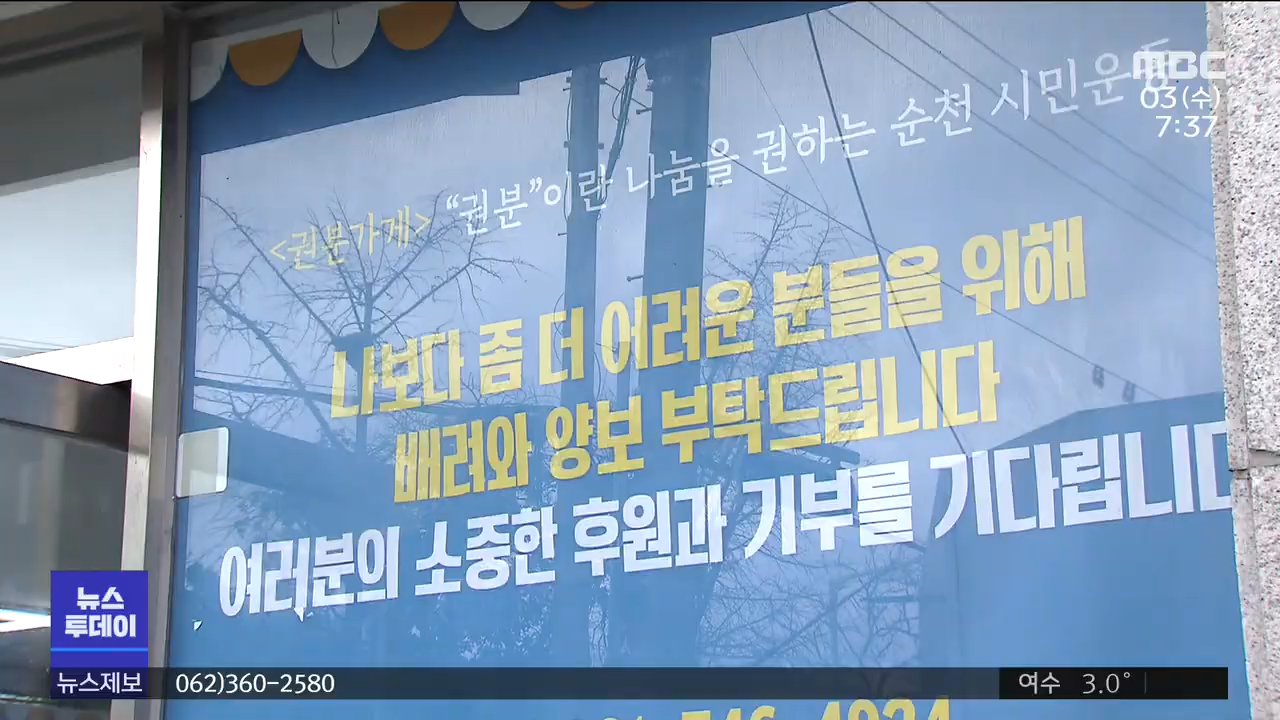 MBC
03(수)
7:37
<권분가게> “권분”이란 나눔을 권하는 순천 시민운동
나보다 좀 더 어려운 분들을 위해
배려와 양보 부탁드립니다
여러분의 소중한 후원과 기부를 기다립니다
뉴스
투데이
뉴스제보 062)360-2580
여수 3.0°